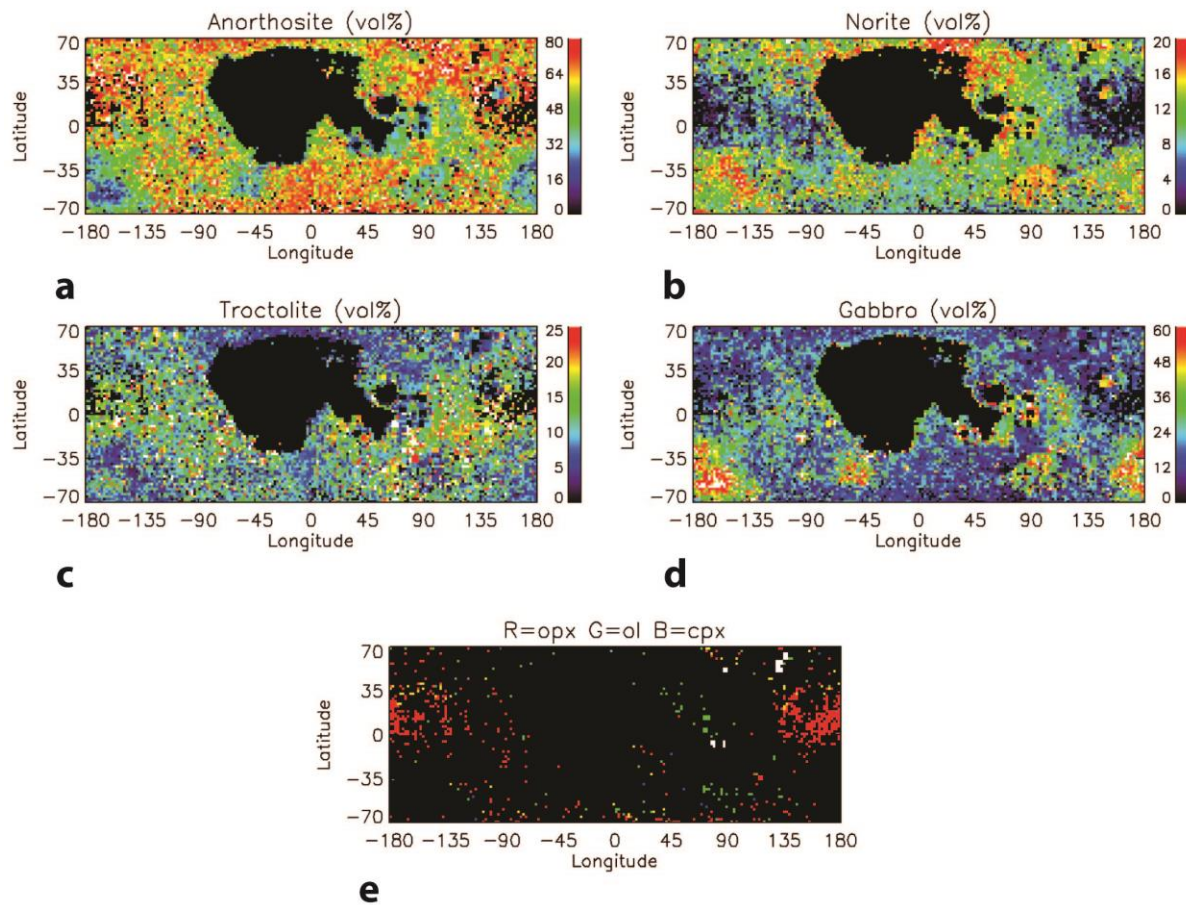 Anorthosite (vol%)
70
35
0
-35
-70
Latitude
-180 -135 -90 -45 0 45 90 135 180
Longitude
80
64
48
32
16
0
a
Norite (vol%)
70
35
0
-35
-70
Latitude
-180 -135 -90 -45 0 45 90 135 180
Longitude
20
16
12
8
4
0
b
Troctolite (vol%)
70
35
0
-35
-70
Latitude
-180 -135 -90 -45 0 45 90 135 180
Longitude
25
20
15
10
5
0
c
Gabbro (vol%)
70
35
0
-35
-70
Latitude
-180 -135 -90 -45 0 45 90 135 180
Longitude
60
48
36
24
12
0
d
R=opx G=ol B=cpx
70
35
0
-35
-70
Latitude
-180 -135 -90 -45 0 45 90 135 180
Longitude
e